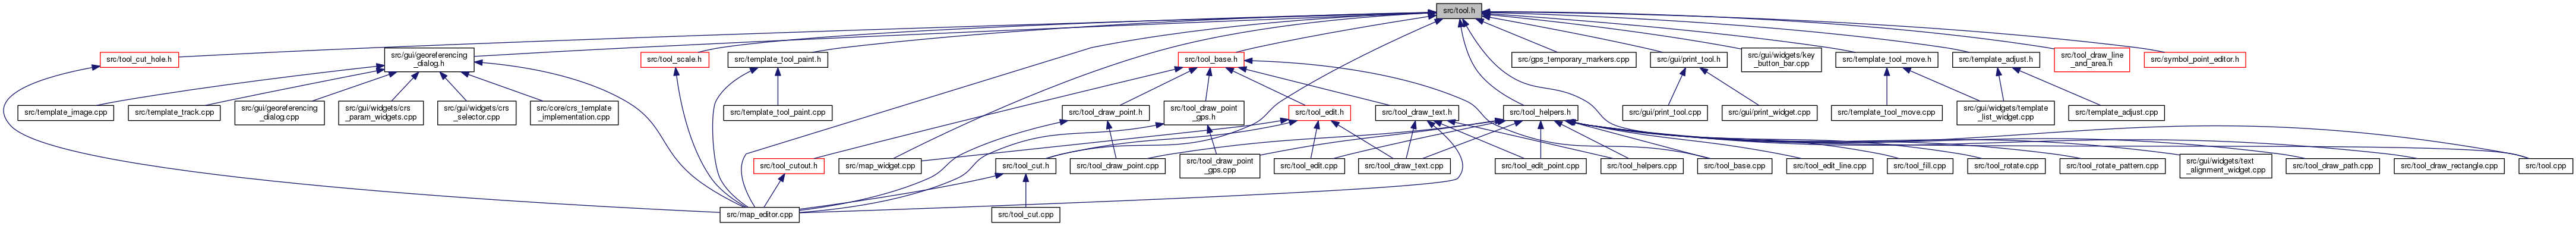 src/tool.h
src/tool_cut_hole.h
src/gui/georeferencing
_dialog.h
src/tool_scale.h
src/template_tool_paint.h
src/tool_base.h
src/gps_temporary_markers.cpp
src/gui/print_tool.h
src/gui/widgets/key
_button_bar.cpp
src/template_tool_move.h
src/template_adjust.h
src/tool_draw_line
_and_area.h
src/symbol_point_editor.h
src/template_image.cpp
src/template_track.cpp
src/gui/georeferencing
_dialog.cpp
src/gui/widgets/crs
_param_widgets.cpp
src/gui/widgets/crs
_selector.cpp
src/core/crs_template
_implementation.cpp
src/template_tool_paint.cpp
src/tool_draw_point.h
src/tool_draw_point
_gps.h
src/tool_edit.h
src/tool_draw_text.h
src/tool_helpers.h
src/gui/print_tool.cpp
src/gui/print_widget.cpp
src/template_tool_move.cpp
src/gui/widgets/template
_list_widget.cpp
src/template_adjust.cpp
src/tool_cutout.h
src/map_widget.cpp
src/tool_cut.h
src/tool_draw_point.cpp
src/tool_draw_point
_gps.cpp
src/tool_edit.cpp
src/tool_draw_text.cpp
src/tool_edit_point.cpp
src/tool_helpers.cpp
src/tool_base.cpp
src/tool_edit_line.cpp
src/tool_fill.cpp
src/tool_rotate.cpp
src/tool_rotate_pattern.cpp
src/gui/widgets/text
_alignment_widget.cpp
src/tool_draw_path.cpp
src/tool_draw_rectangle.cpp
src/tool.cpp
src/map_editor.cpp
src/tool_cut.cpp